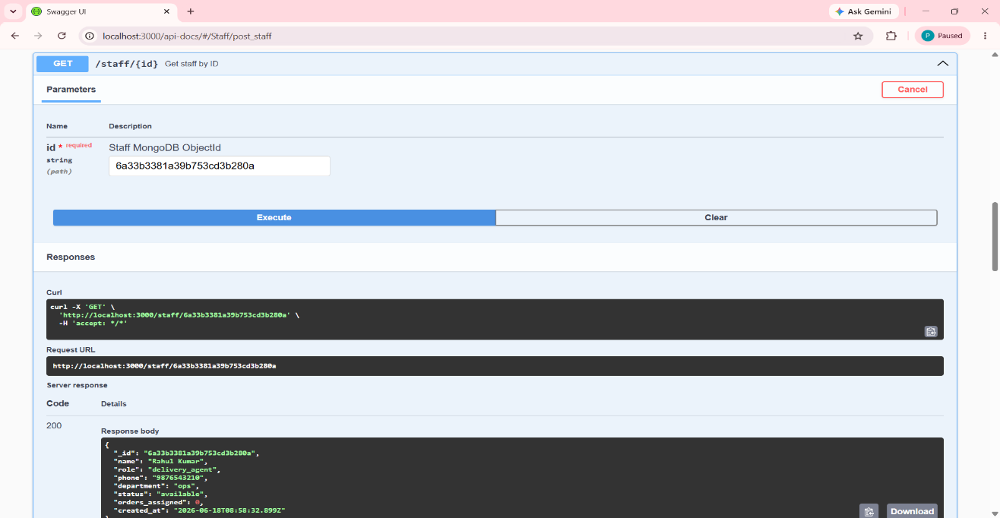 Swagger UI
Ask Gemini
localhost:3000/api-docs/#/Staff/post_staff
P Paused
GET /staff/{id} Get staff by ID
Parameters
Cancel
Name Description
id * required
Staff MongoDB ObjectId
string
(path)
6a33b3381a39b753cd3b280a
Execute Clear
Responses
Curl
curl -X 'GET' \
'http://localhost:3000/staff/6a33b3381a39b753cd3b280a' \
-H 'accept: */*'
Request URL
http://localhost:3000/staff/6a33b3381a39b753cd3b280a
Server response
Code Details
200
Response body
{
"_id": "6a33b3381a39b753cd3b280a",
"name": "Rahul Kumar",
"role": "delivery_agent",
"phone": "9876543210",
"department": "ops",
"status": "available",
"orders_assigned": 0,
"created_at": "2026-06-18T08:58:32.899Z"
}
Download